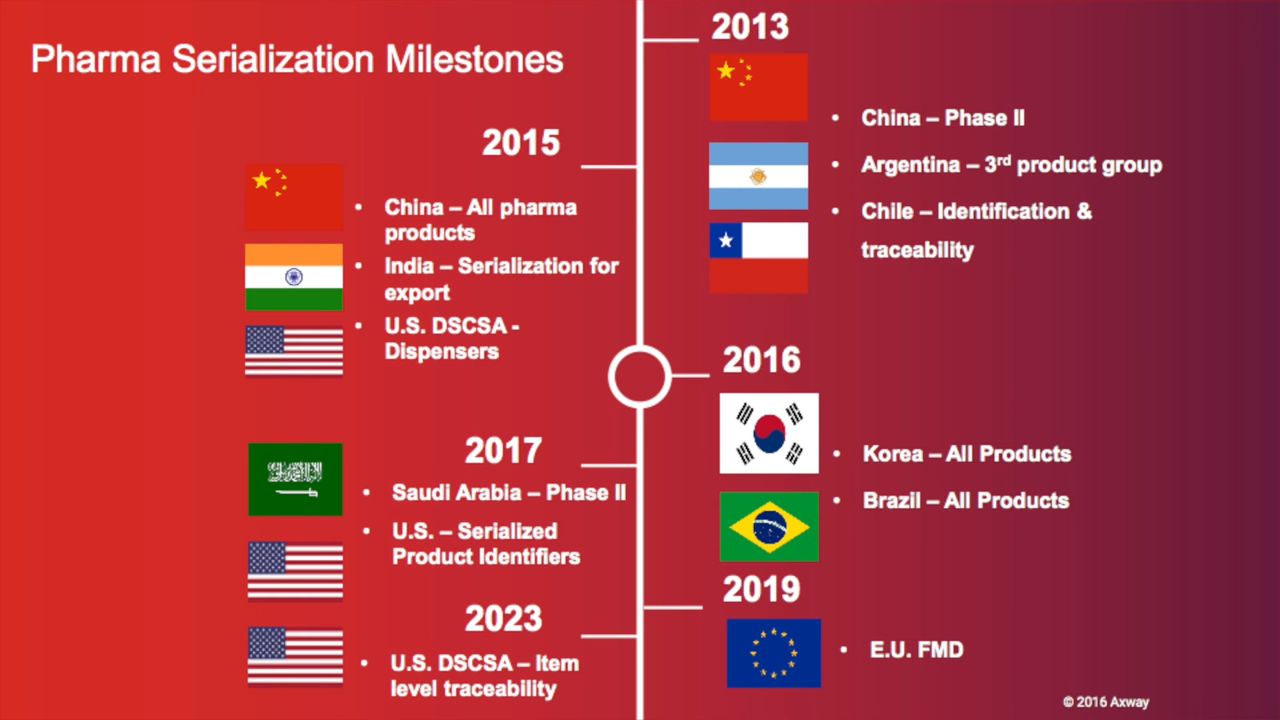 Pharma Serialization Milestones
2013
• China – Phase II
• Argentina – 3rd product group
• Chile – Identification &
traceability
2015
• China – All pharma
products
• India – Serialization for
export
• U.S. DSCSA -
Dispensers
2016
• Korea – All Products
• Brazil – All Products
2017
• Saudi Arabia – Phase II
• U.S. – Serialized
Product Identifiers
2019
• E.U. FMD
2023
• U.S. DSCSA – Item
level traceability
© 2016 Axway